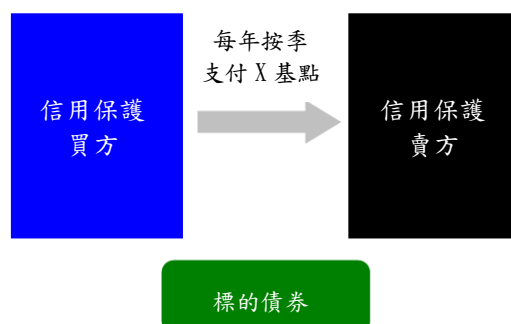 每年按季
支付 X 基點
信用保護
買方
信用保護
賣方
標的債券